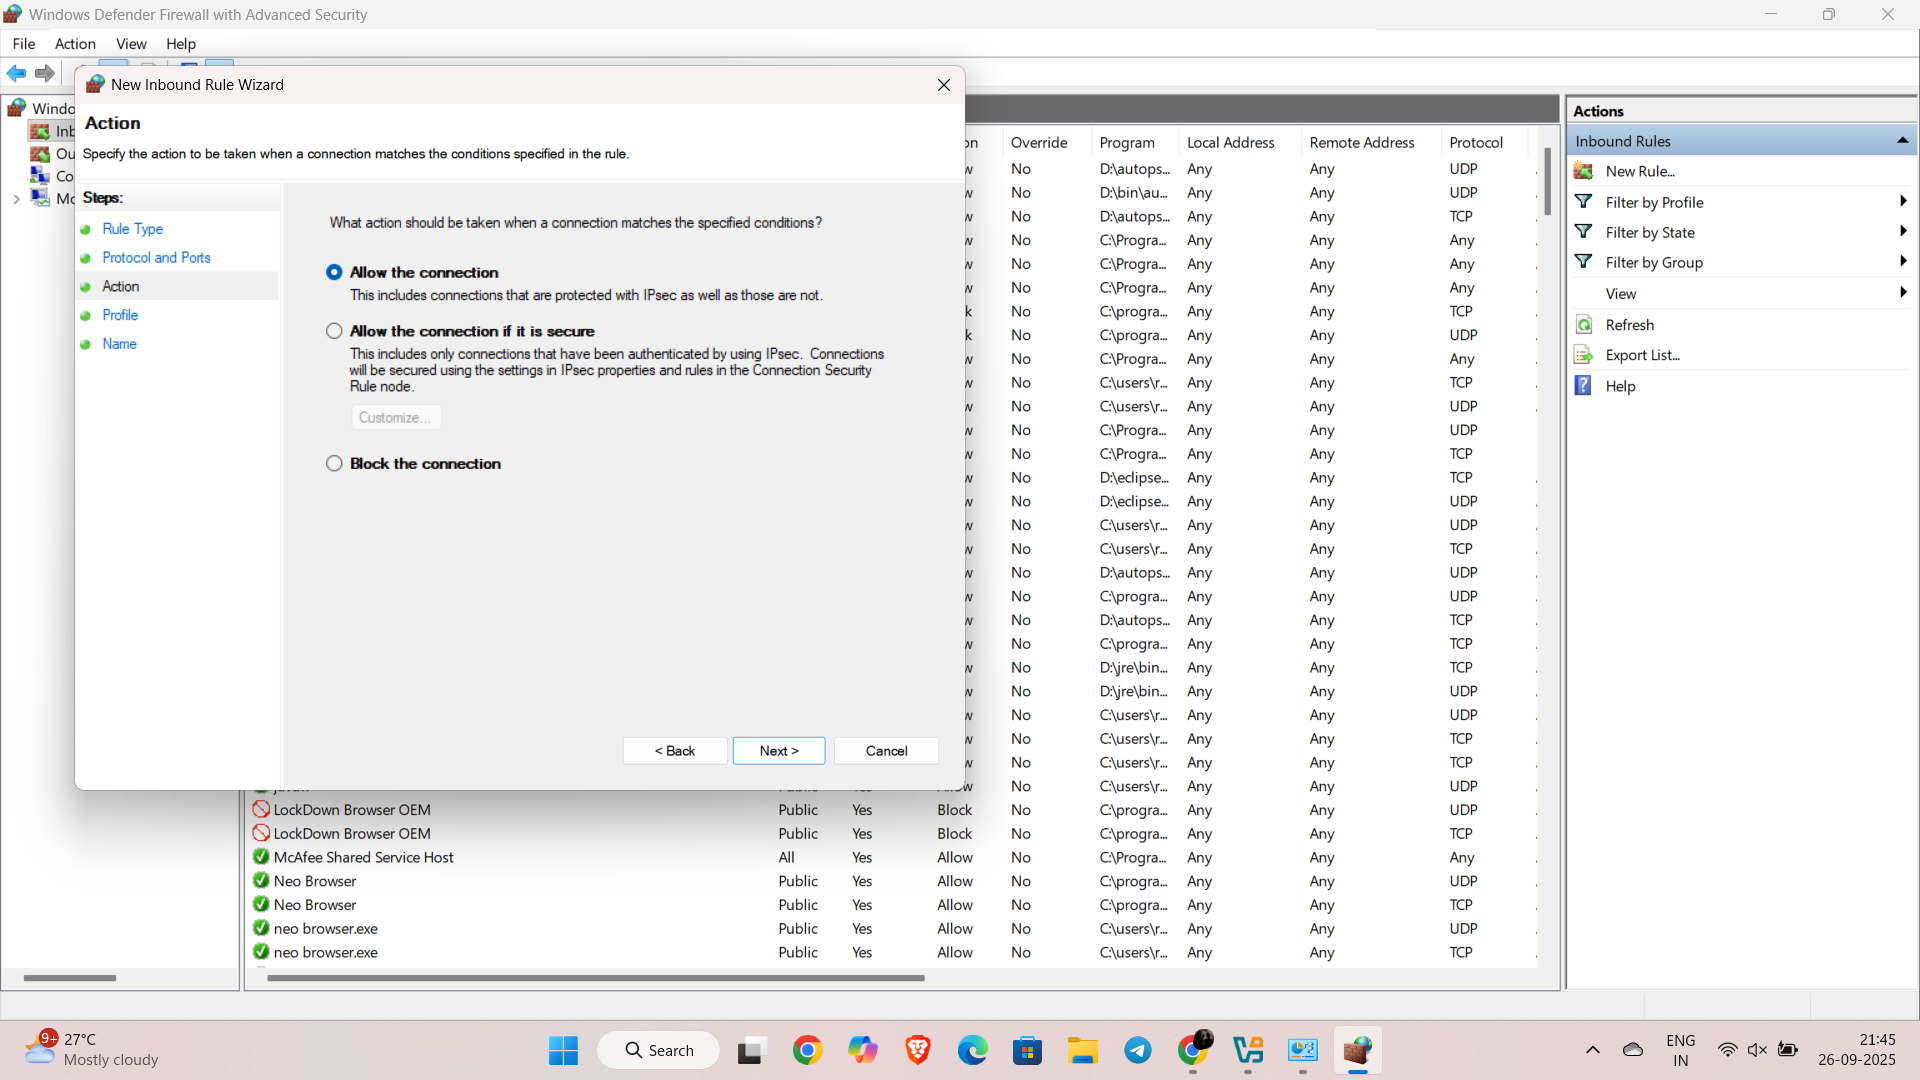 Windows Defender Firewall with Advanced Security
File Action View Help
New Inbound Rule Wizard
Action
Specify the action to be taken when a connection matches the conditions specified in the rule.
Steps:
Rule Type
Protocol and Ports
Action
Profile
Name
What action should be taken when a connection matches the specified conditions?
Allow the connection
This includes connections that are protected with IPsec as well as those are not.
Allow the connection if it is secure
This includes only connections that have been authenticated by using IPsec. Connections
will be secured using the settings in IPsec properties and rules in the Connection Security
Rule node.
Customize...
Block the connection
< Back Next > Cancel
Override Program Local Address Remote Address Protocol
No D:\autops... Any Any UDP
No D:\bin\au... Any Any UDP
No D:\autops... Any Any TCP
No C:\Progra... Any Any Any
No C:\Progra... Any Any Any
No C:\Progra... Any Any Any
No C:\progra... Any Any TCP
No C:\progra... Any Any UDP
No C:\Progra... Any Any Any
No C:\users\r... Any Any TCP
No C:\users\r... Any Any UDP
No C:\Progra... Any Any UDP
No C:\Progra... Any Any TCP
No D:\eclipse... Any Any TCP
No D:\eclipse... Any Any UDP
No C:\users\r... Any Any UDP
No C:\users\r... Any Any TCP
No D:\autops... Any Any UDP
No C:\progra... Any Any UDP
No D:\autops... Any Any TCP
No C:\progra... Any Any TCP
No D:\jre\bin... Any Any TCP
No D:\jre\bin... Any Any UDP
No C:\users\r... Any Any UDP
No C:\users\r... Any Any TCP
No C:\users\r... Any Any TCP
No C:\users\r... Any Any UDP
LockDown Browser OEM Public Yes Block No C:\progra... Any Any UDP
LockDown Browser OEM Public Yes Block No C:\progra... Any Any TCP
McAfee Shared Service Host All Yes Allow No C:\Progra... Any Any Any
Neo Browser Public Yes Allow No C:\progra... Any Any UDP
Neo Browser Public Yes Allow No C:\progra... Any Any TCP
neo browser.exe Public Yes Allow No C:\users\r... Any Any UDP
neo browser.exe Public Yes Allow No C:\users\r... Any Any TCP
Actions
Inbound Rules
New Rule...
Filter by Profile
Filter by State
Filter by Group
View
Refresh
Export List...
Help
9+
27°C
Mostly cloudy
Search
ENG
IN
21:45
26-09-2025